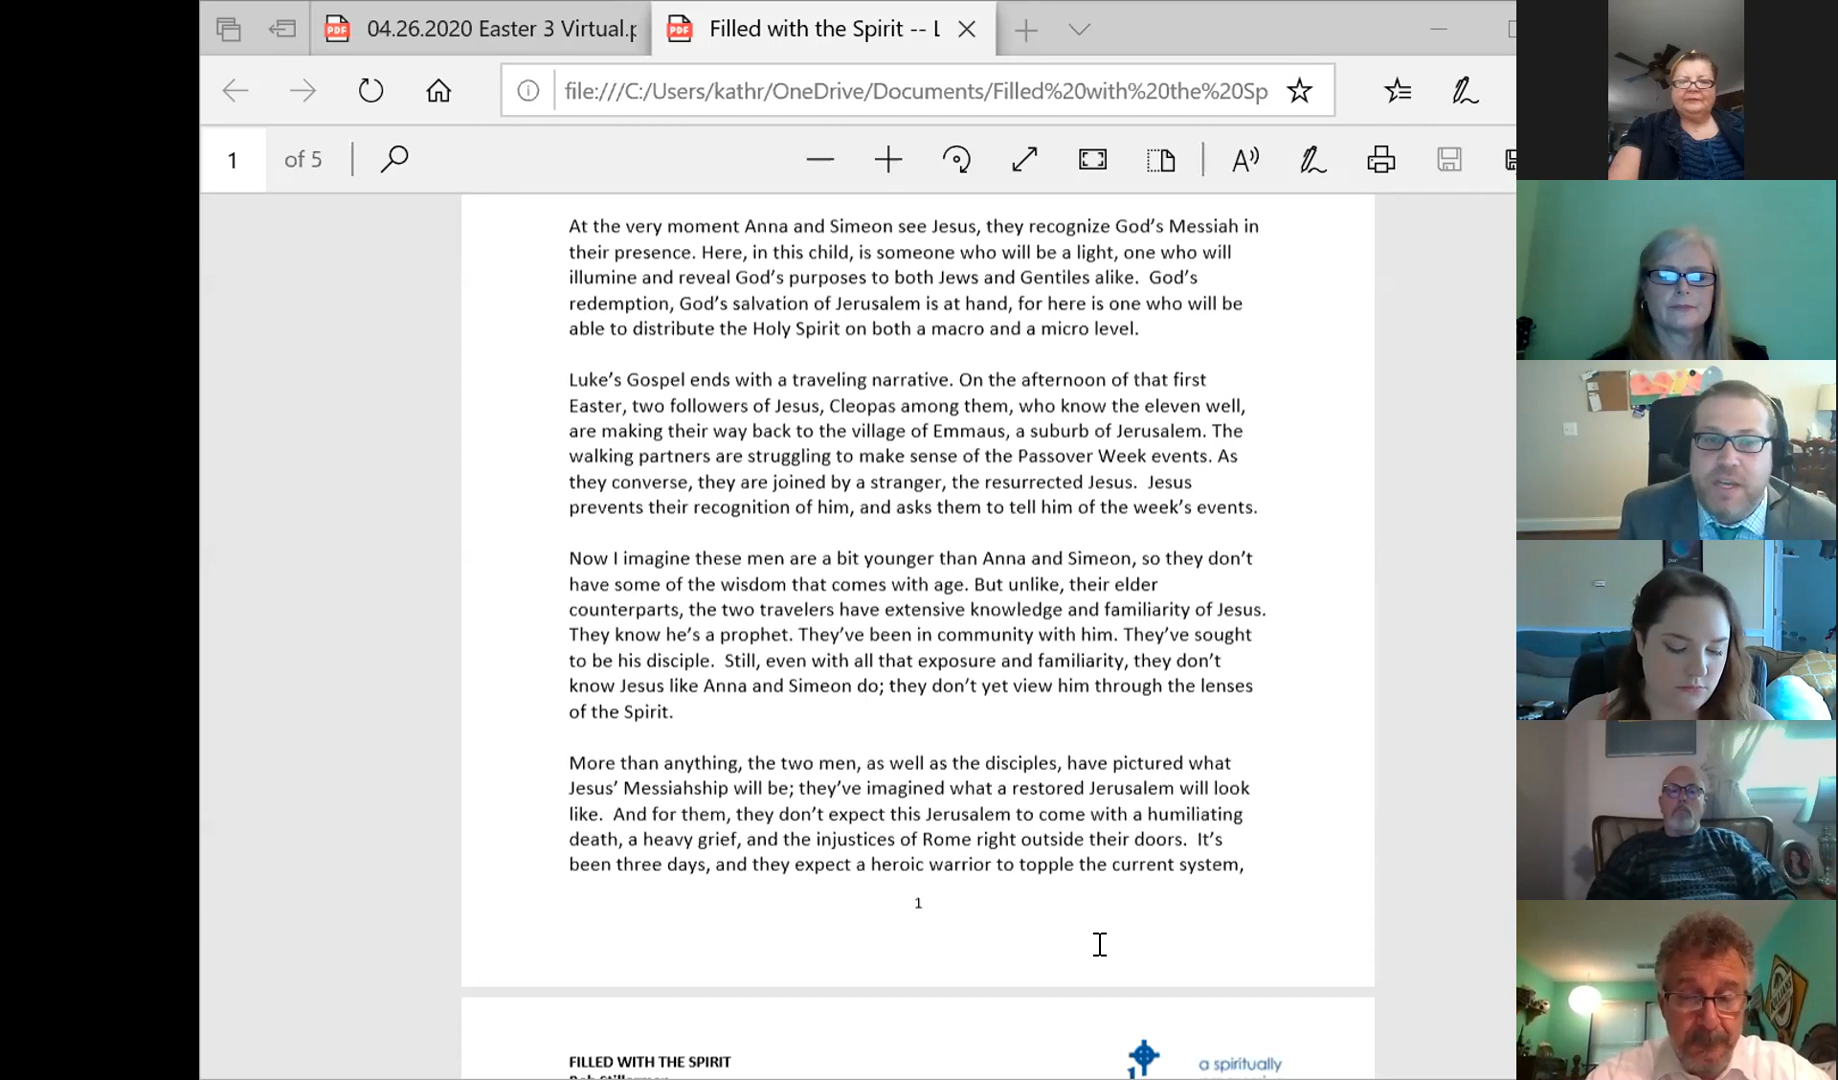 04.26.2020 Easter 3 Virtual.p
Filled with the Spirit -- L
file:///C:/Users/kathr/OneDrive/Documents/Filled%20with%20the%20Sp
1 of 5
At the very moment Anna and Simeon see Jesus, they recognize God's Messiah in
their presence. Here, in this child, is someone who will be a light, one who will
illumine and reveal God's purposes to both Jews and Gentiles alike.  God's
redemption, God's salvation of Jerusalem is at hand, for here is one who will be
able to distribute the Holy Spirit on both a macro and a micro level.
Luke's Gospel ends with a traveling narrative. On the afternoon of that first
Easter, two followers of Jesus, Cleopas among them, who know the eleven well,
are making their way back to the village of Emmaus, a suburb of Jerusalem. The
walking partners are struggling to make sense of the Passover Week events. As
they converse, they are joined by a stranger, the resurrected Jesus.  Jesus
prevents their recognition of him, and asks them to tell him of the week's events.
Now I imagine these men are a bit younger than Anna and Simeon, so they don't
have some of the wisdom that comes with age. But unlike, their elder
counterparts, the two travelers have extensive knowledge and familiarity of Jesus.
They know he's a prophet. They've been in community with him. They've sought
to be his disciple.  Still, even with all that exposure and familiarity, they don't
know Jesus like Anna and Simeon do; they don't yet view him through the lenses
of the Spirit.
More than anything, the two men, as well as the disciples, have pictured what
Jesus' Messiahship will be; they've imagined what a restored Jerusalem will look
like.  And for them, they don't expect this Jerusalem to come with a humiliating
death, a heavy grief, and the injustices of Rome right outside their doors.  It's
been three days, and they expect a heroic warrior to topple the current system,
1
FILLED WITH THE SPIRIT
a spiritually